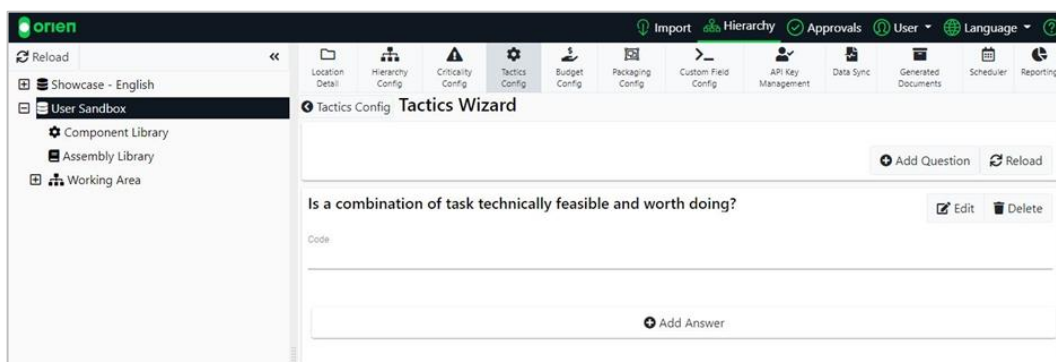 orien
Import Hierarchy Approvals User Language
Reload
Showcase - English
User Sandbox
Component Library
Assembly Library
Working Area
Location Detail
Hierarchy Config
Criticality Config
Tactics Config
Budget Config
Packaging Config
Custom Field Config
API Key Management
Data Sync
Generated Documents
Scheduler
Reporting
Tactics Config Tactics Wizard
Add Question Reload
Is a combination of task technically feasible and worth doing?
Edit Delete
Code
Add Answer